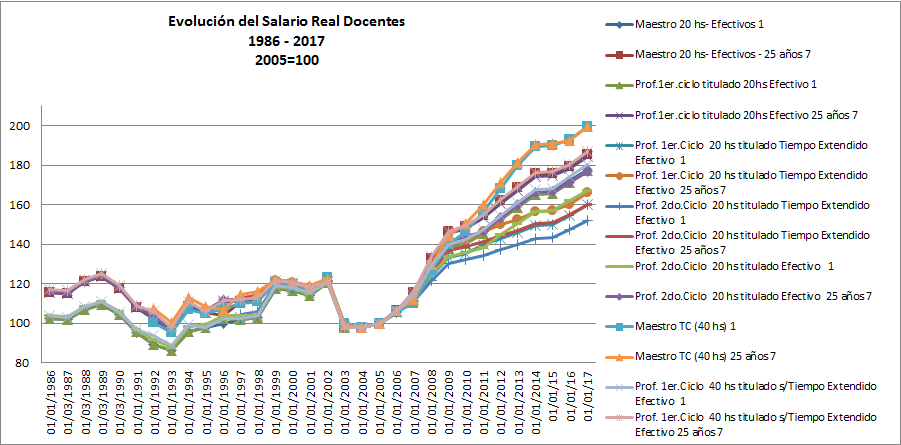 Evolución del Salario Real Docentes
1986 - 2017
2005=100
200
180
160
140
120
100
80
01/01/1986
01/03/1987
01/03/1988
01/03/1989
01/01/1990
01/01/1991
01/01/1992
01/01/1993
01/01/1994
01/01/1995
01/01/1996
01/01/1997
01/01/1998
01/01/1999
01/01/2000
01/01/2001
01/01/2002
01/01/2003
01/01/2004
01/01/2005
01/01/2006
01/01/2007
01/01/2008
01/01/2009
01/01/2010
01/01/2011
01/01/2012
01/01/2013
01/01/2014
01/01/15
01/01/16
01/01/17
Maestro 20 hs- Efectivos 1
Maestro 20 hs- Efectivos - 25 años 7
Prof.1er.ciclo titulado 20hs Efectivo 1
Prof.1er.ciclo titulado 20hs Efectivo 25 años 7
Prof. 1er.Ciclo 20 hs titulado Tiempo Extendido
Efectivo 1
Prof. 1er.Ciclo 20 hs titulado Tiempo Extendido
Efectivo 25 años 7
Prof. 2do.Ciclo 20 hs titulado Tiempo Extendido
Efectivo 1
Prof. 2do.Ciclo 20 hs titulado Tiempo Extendido
Efectivo 25 años 7
Prof. 2do.Ciclo 20 hs titulado Efectivo 1
Prof. 2do.Ciclo 20 hs titulado Efectivo 25 años 7
Maestro TC (40 hs) 1
Maestro TC (40 hs) 25 años 7
Prof. 1er.Ciclo 40 hs titulado s/Tiempo Extendido
Efectivo 1
Prof. 1er.Ciclo 40 hs titulado s/Tiempo Extendido
Efectivo 25 años 7